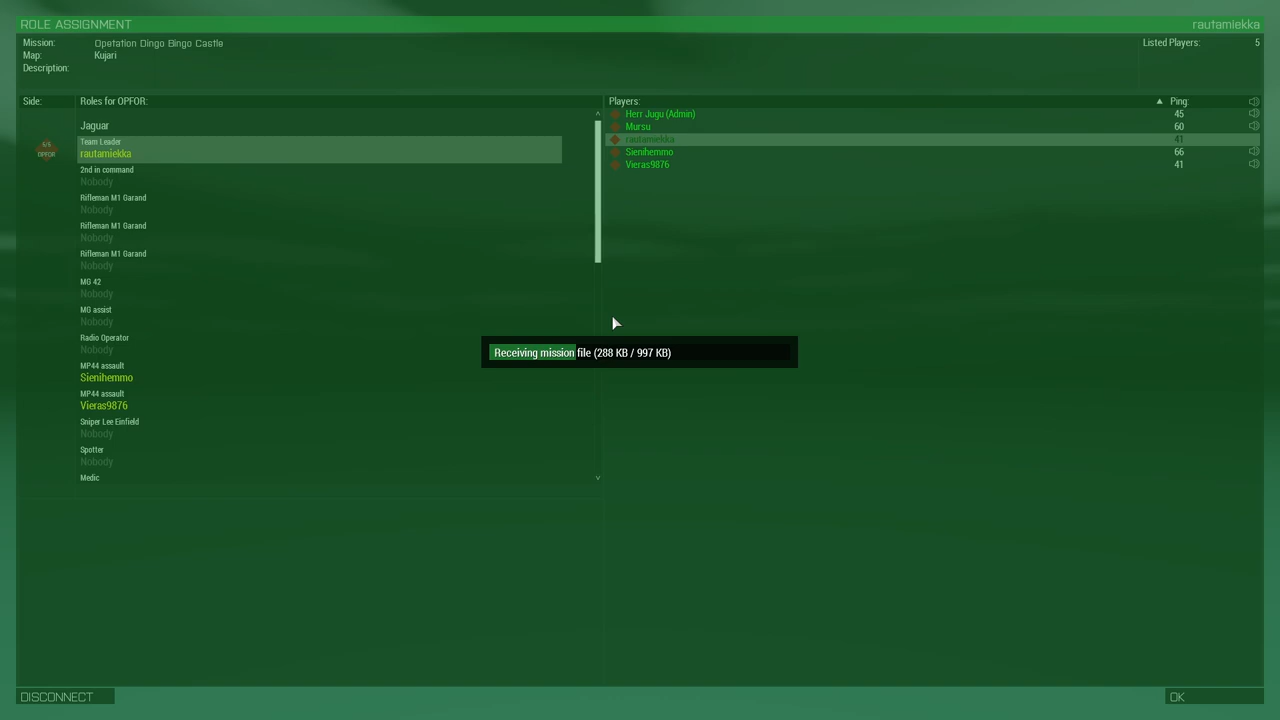 ROLE ASSIGNMENT
rautamiekka
Mission: Opetation Dingo Bingo Castle
Map: Kujari
Description:
Listed Players: 5
Side:
Roles for OPFOR:
Players:
Ping:
OPFOR
Jaguar
Team Leader
rautamiekka
2nd in command
Nobody
Rifleman M1 Garand
Nobody
Rifleman M1 Garand
Nobody
Rifleman M1 Garand
Nobody
MG 42
Nobody
MG assist
Nobody
Radio Operator
Nobody
MP44 assault
Sienihemmo
MP44 assault
Vieras9876
Sniper Lee Einfield
Nobody
Spotter
Nobody
Medic
Herr Jugu (Admin) 45
Mursu 60
rautamiekka 41
Sienihemmo 66
Vieras9876 41
Receiving mission file (288 KB / 997 KB)
DISCONNECT
OK